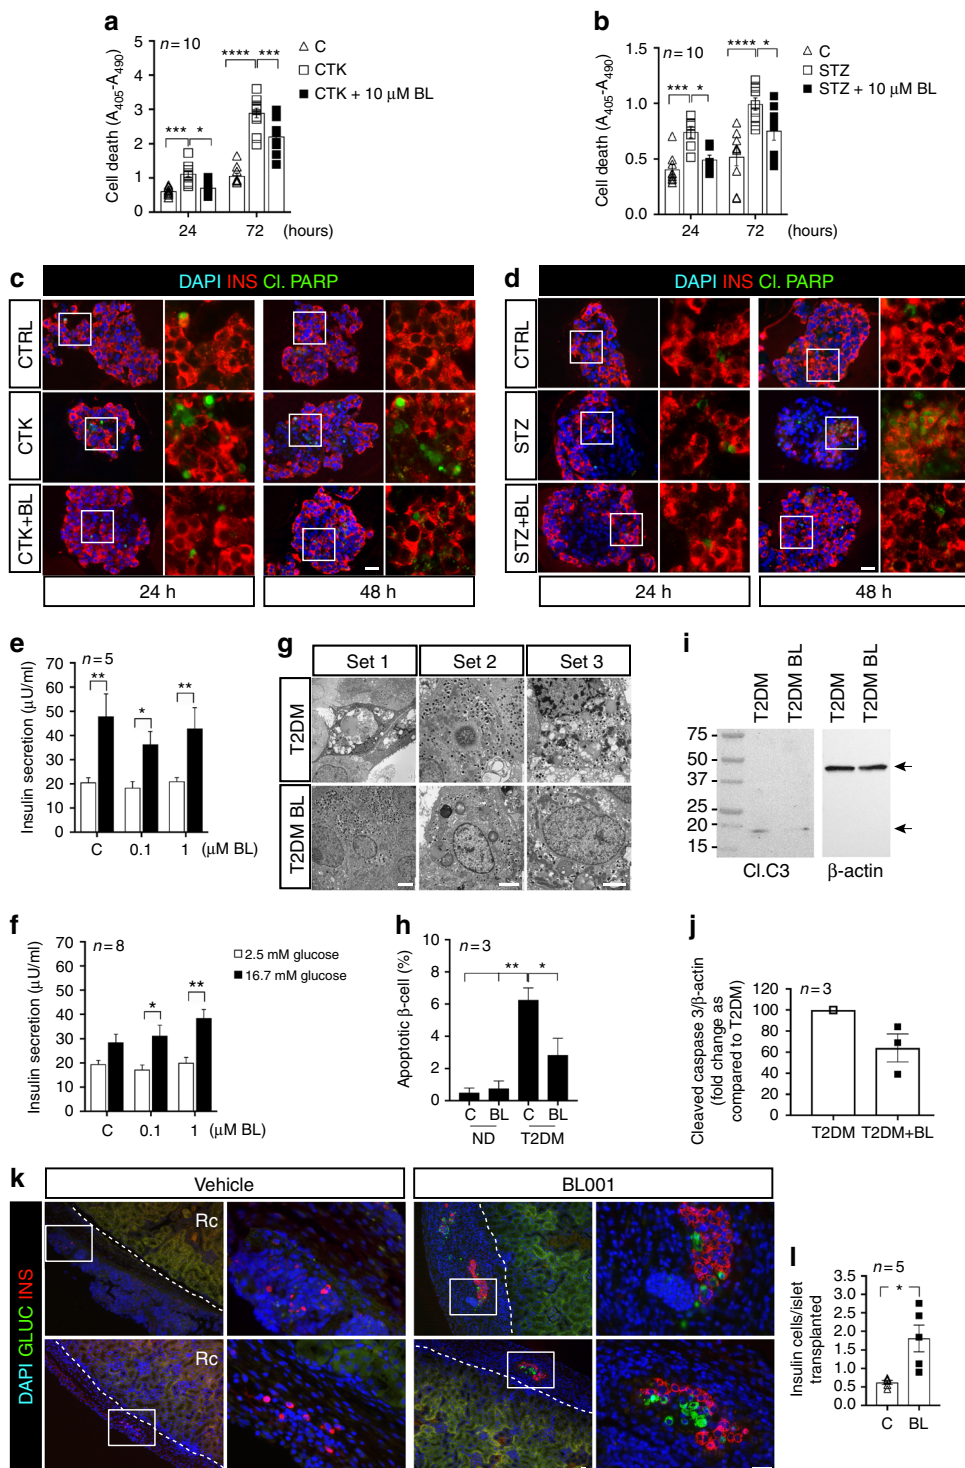 a
n = 10
C
CTK
CTK + 10 µM BL
Cell death (A405-A490)
5
4
3
2
1
0
*** * **** ***
24 72 (hours)
b
n = 10
C
STZ
STZ + 10 µM BL
Cell death (A405-A490)
1.5
1.0
0.5
0.0
*** * **** *
24 72 (hours)
c
DAPI INS Cl. PARP
CTRL
CTK
CTK+BL
24 h 48 h
d
DAPI INS Cl. PARP
CTRL
STZ
STZ+BL
24 h 48 h
e
n = 5
Insulin secretion (µU/ml)
70
60
50
40
30
20
10
0
** * **
C 0.1 1 (µM BL)
f
n = 8
Insulin secretion (µU/ml)
70
60
50
40
30
20
10
0
* **
2.5 mM glucose
16.7 mM glucose
C 0.1 1 (µM BL)
g
Set 1 Set 2 Set 3
T2DM
T2DM BL
h
n = 3
Apoptotic β-cell (%)
10
8
6
4
2
0
** *
C BL C BL
ND T2DM
i
T2DM T2DM BL T2DM T2DM BL
75
50
37
25
20
15
Cl.C3 β-actin
j
n = 3
Cleaved caspase 3/β-actin
(fold change as
compared to T2DM)
120
100
80
60
40
20
0
T2DM T2DM+BL
k
Vehicle BL001
DAPI GLUC INS
Rc
Rc
l
n = 5
Insulin cells/islet
transplanted
3.5
3.0
2.5
2.0
1.5
1.0
0.5
0.0
*
C BL